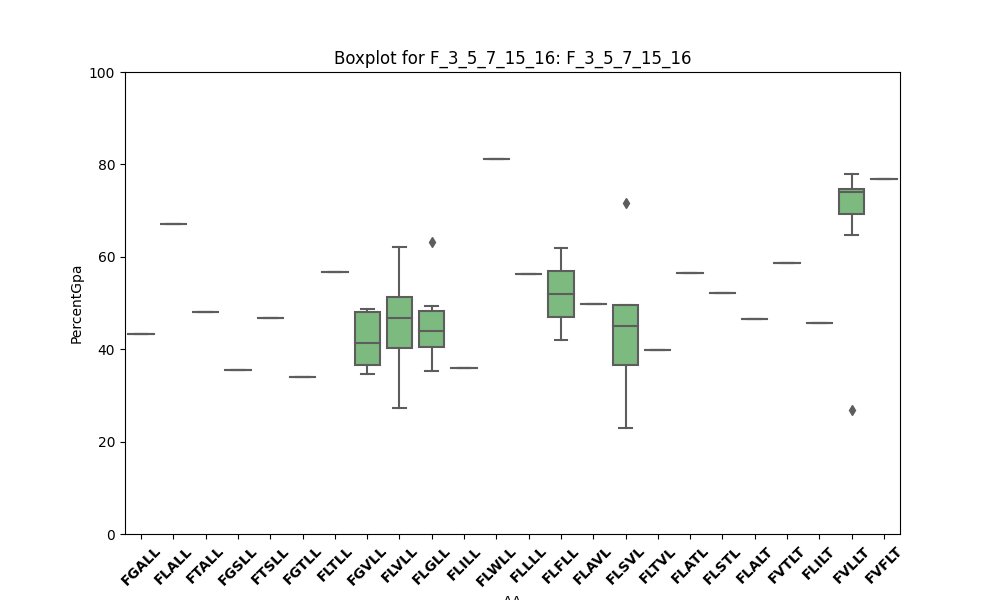 Boxplot for F_3_5_7_15_16: F_3_5_7_15_16
100
80
60
40
20
0
PercentGpa
FGALL FLALL FTALL FGSLL FTSLL FGTLL FLTLL FGVLL FLVLL FLGLL FLILL FLWLL FLLLL FLFLL FLAVL FLSVL FLTVL FLATL FLSTL FLALT FVTLT FLILT FVLLT FVFLT
AA